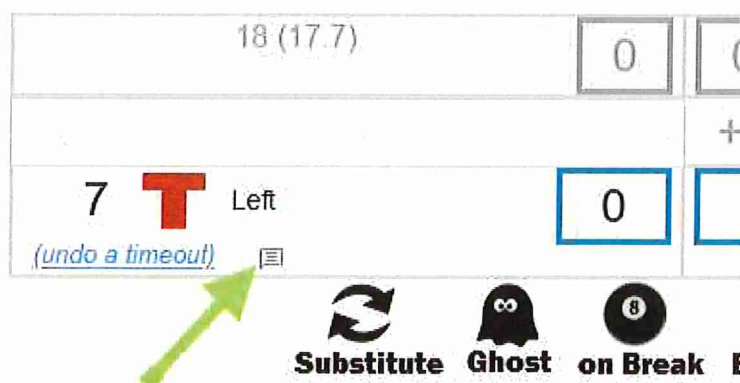 18 (17.7)
0
7 T Left
0
(undo a timeout)
8
Substitute Ghost on Break